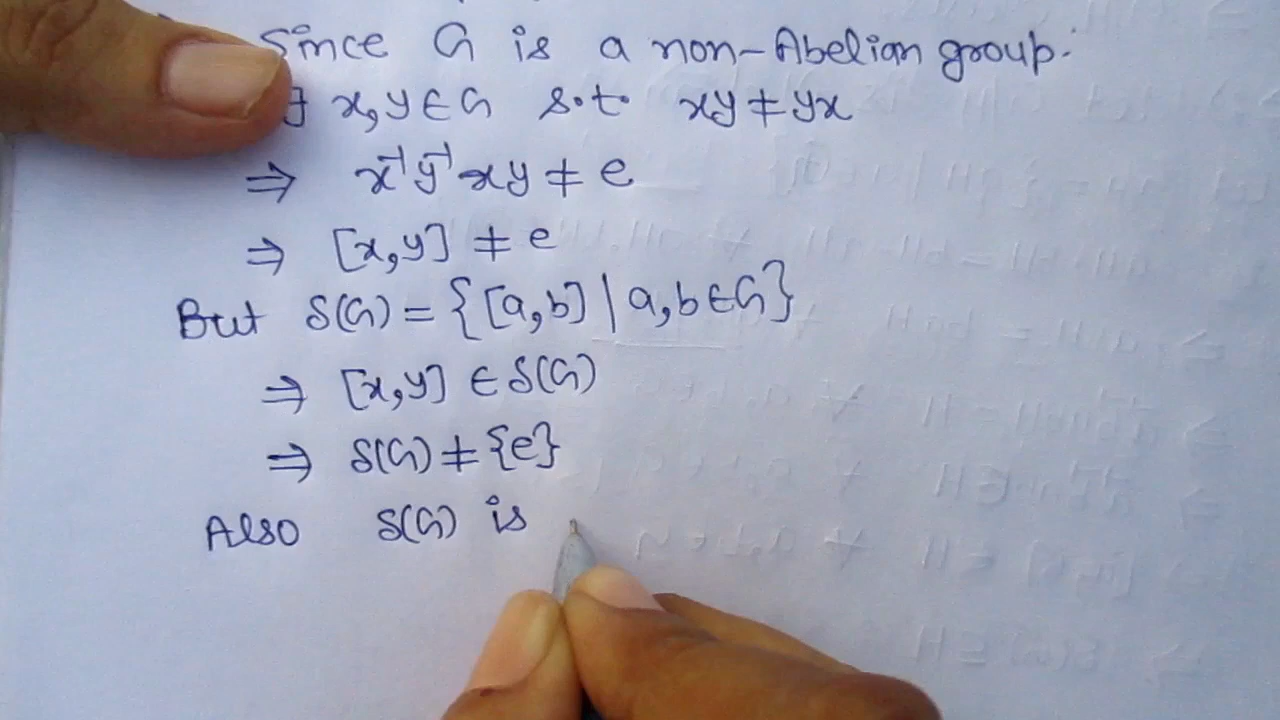 Since G is a non-Abelian group.
∃ x,y ∈ G s.t. xy ≠ yx
⇒ x⁻¹y⁻¹xy ≠ e
⇒ [x,y] ≠ e
But δ(G) = {[a,b] | a,b ∈ G}
⇒ [x,y] ∈ δ(G)
⇒ δ(G) ≠ {e}
Also δ(G) is